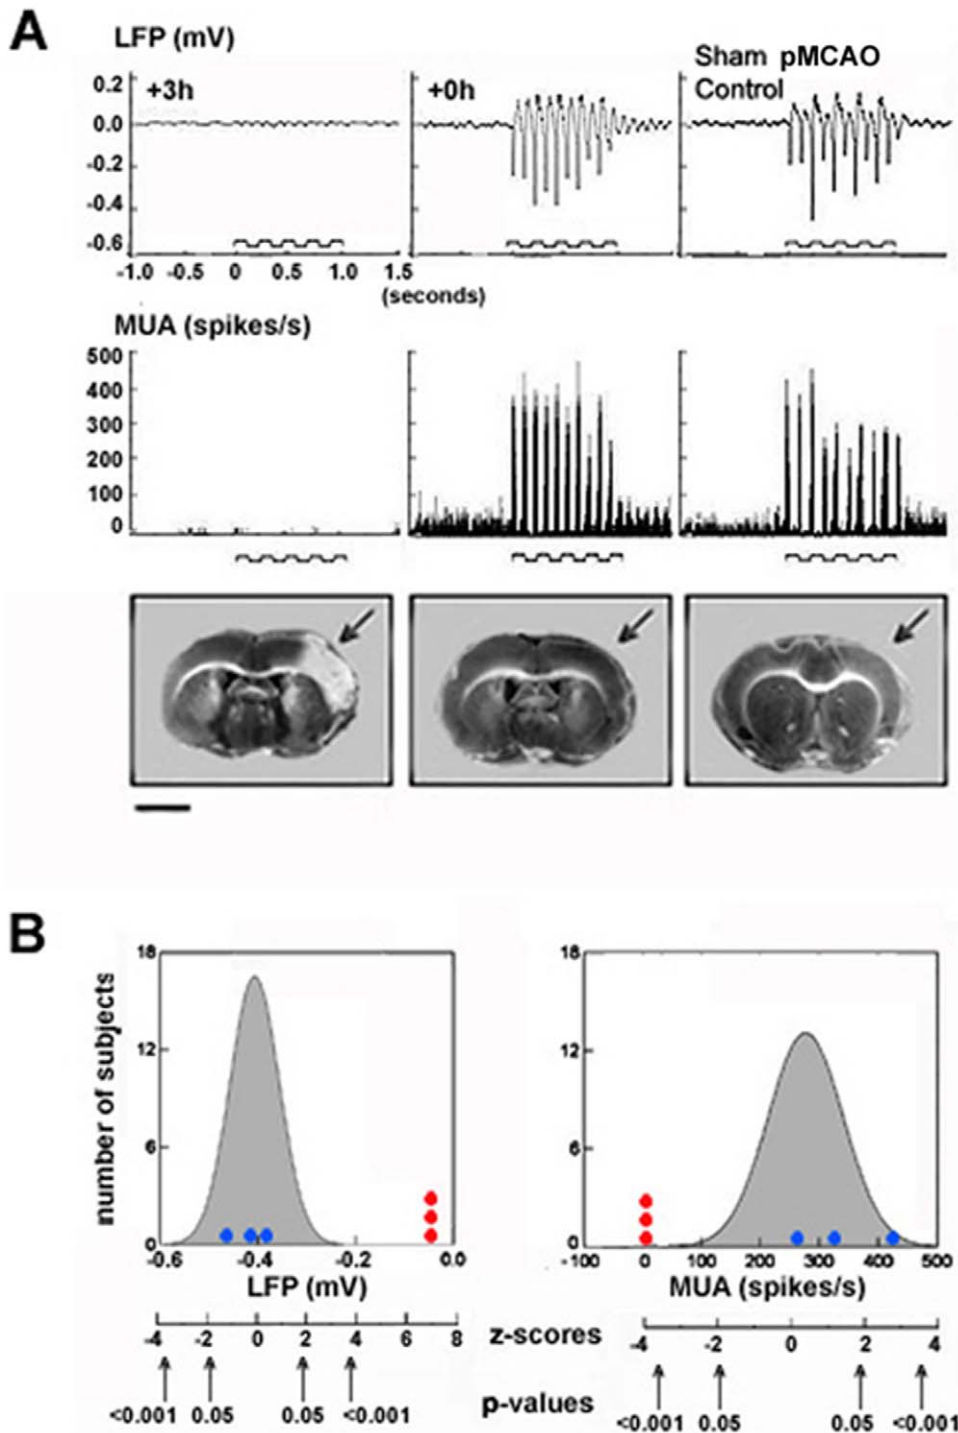 A
LFP (mV)
+3h
+0h
Sham pMCAO
Control
0.2
0.0
-0.2
-0.4
-0.6
-1.0 -0.5 0 0.5 1.0 1.5
(seconds)
MUA (spikes/s)
500
400
300
200
100
0
B
number of subjects
18
12
6
0
-0.6 -0.4 -0.2 0.0
LFP (mV)
18
12
6
0
-100 0 100 200 300 400 500
MUA (spikes/s)
-4 -2 0 2 4 6 8
z-scores
-4 -2 0 2 4
<0.001 0.05 0.05 <0.001
p-values
<0.001 0.05 0.05 <0.001